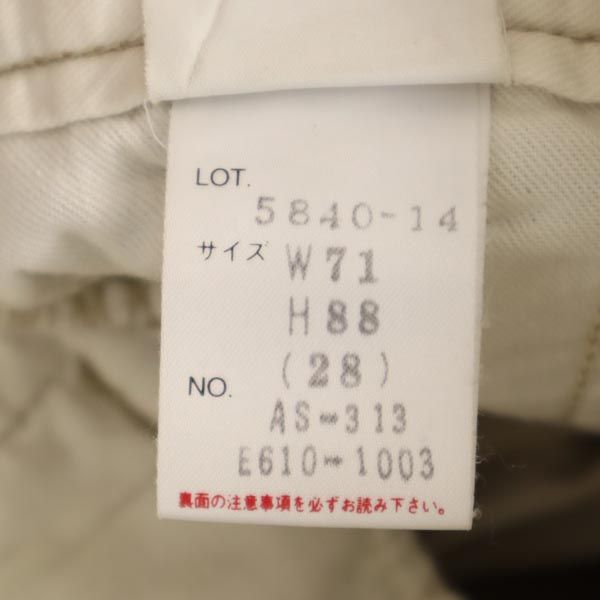 LOT.
5840-14
サイズ W71
H88
(28)
NO.
AS-313
E610-1003
裏面の注意事項を必ずお読み下さい。